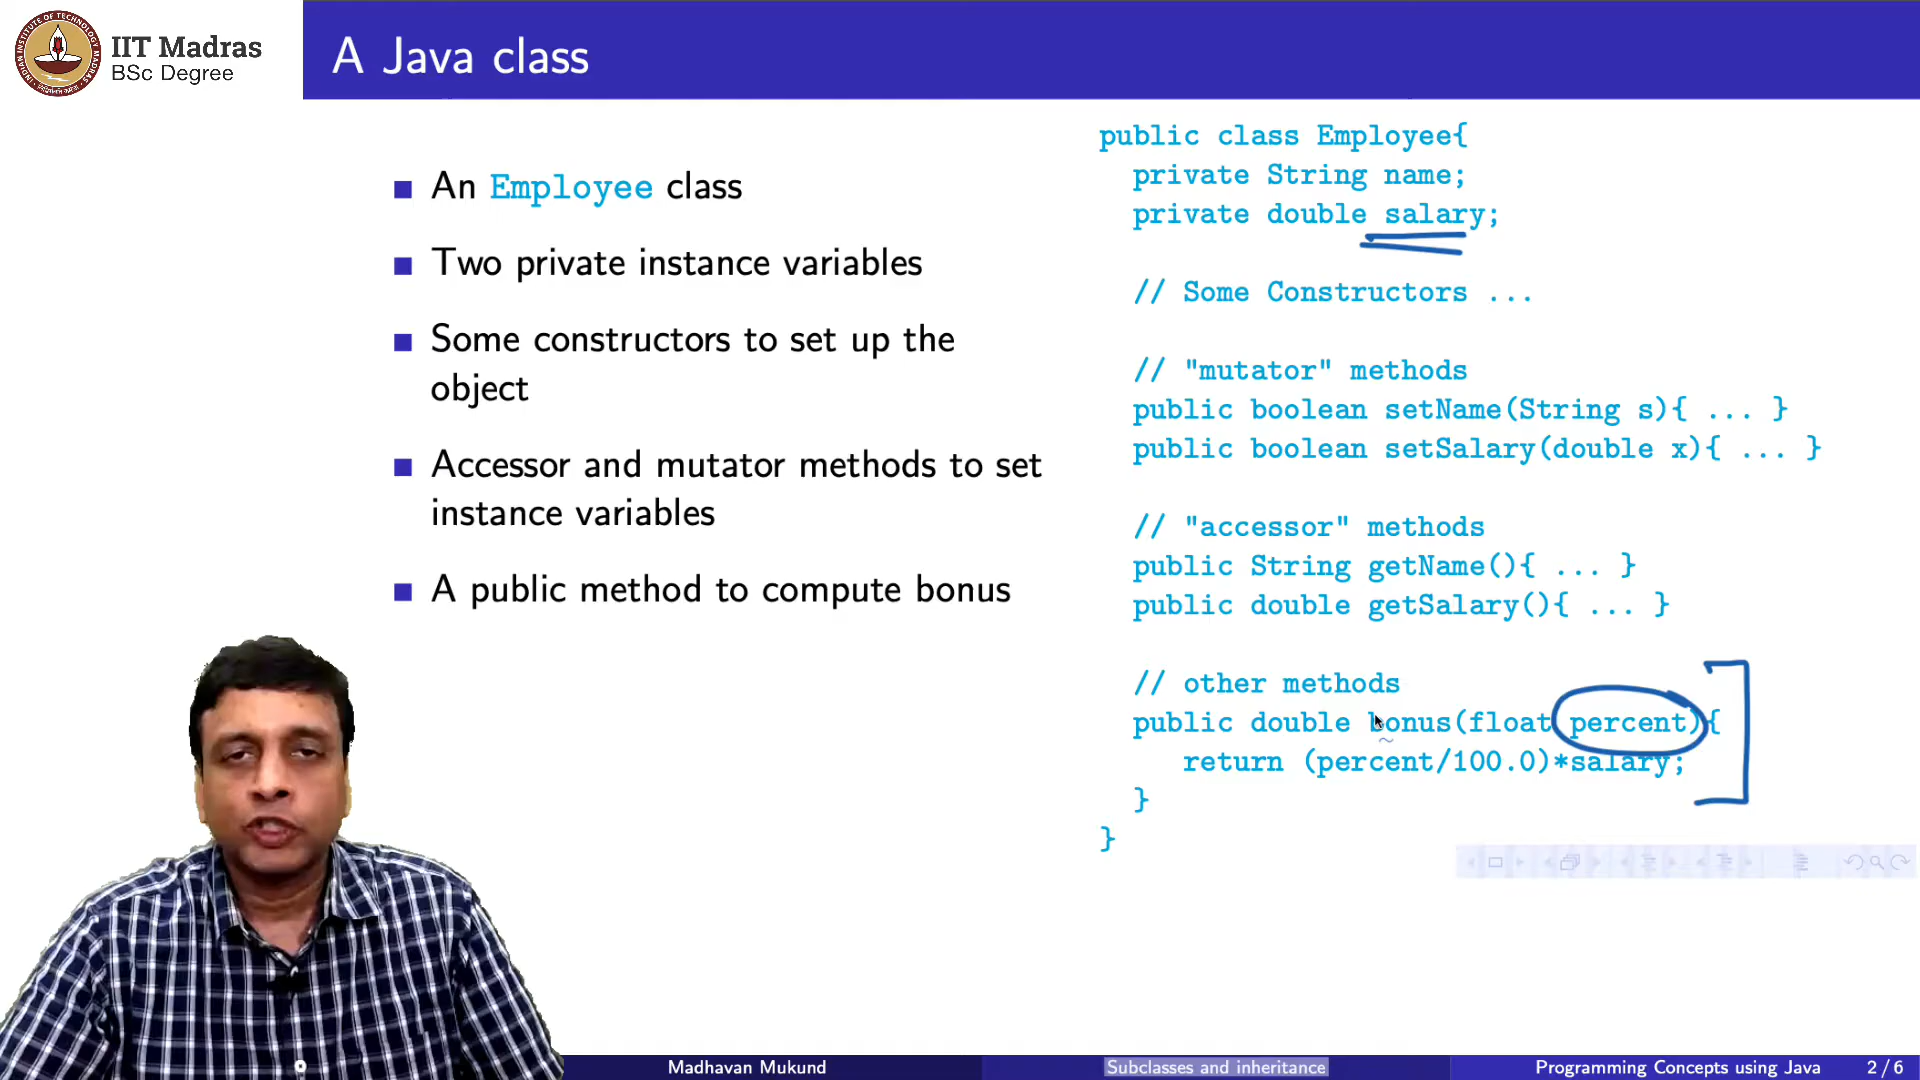 IIT Madras
BSc Degree
A Java class
An Employee class
Two private instance variables
Some constructors to set up the
object
Accessor and mutator methods to set
instance variables
A public method to compute bonus
public class Employee{
private String name;
private double salary;
// Some Constructors ...
// "mutator" methods
public boolean setName(String s){ ... }
public boolean setSalary(double x){ ... }
// "accessor" methods
public String getName(){ ... }
public double getSalary(){ ... }
// other methods
public double bonus(float percent){
return (percent/100.0)*salary;
}
}
Madhavan Mukund
Subclasses and inheritance
Programming Concepts using Java
2 / 6